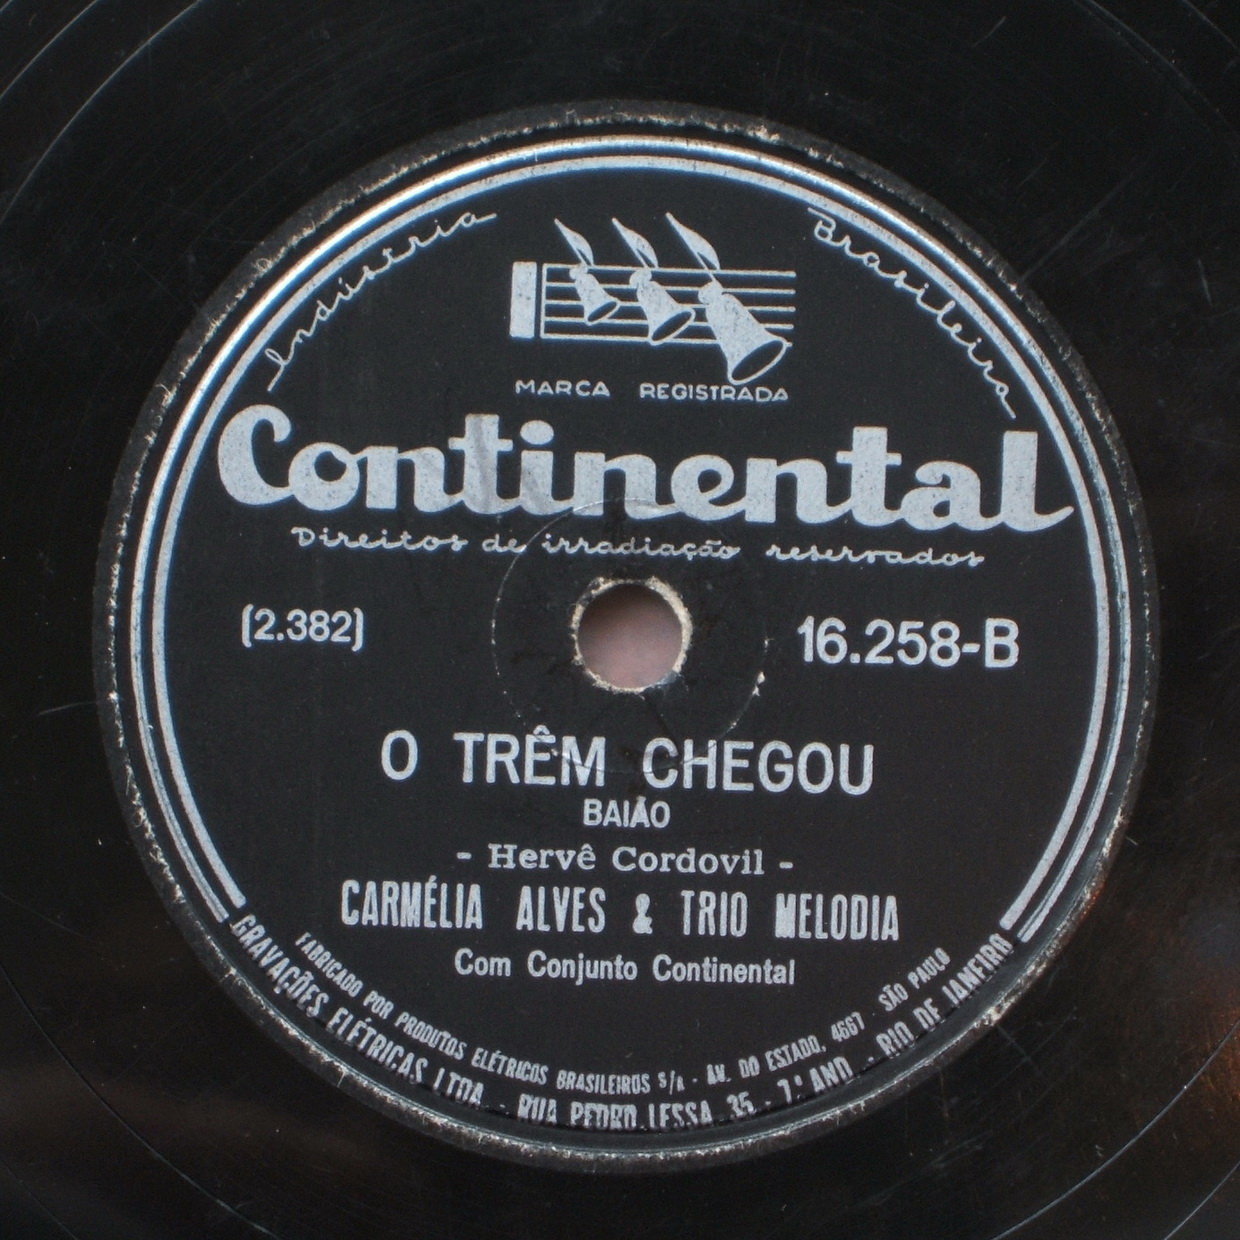 Indústria Brasileira
MARCA REGISTRADA
Continental
Direitos de irradiação reservados
(2.382)
16.258-B
O TRÊM CHEGOU
BAIÃO
- Hervê Cordovil -
CARMÉLIA ALVES & TRIO MELODIA
Com Conjunto Continental
FABRICADO POR PRODUTOS ELÉTRICOS BRASILEIROS S/A - AV. DO ESTADO, 4667 - SÃO PAULO
GRAVAÇÕES ELÉTRICAS LTDA. - RUA PEDRO LESSA, 35 - 7.º AND. - RIO DE JANEIRO